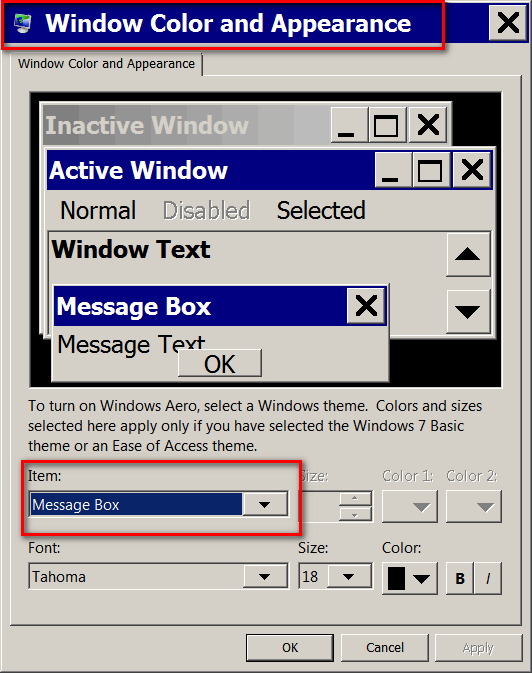 Window Color and Appearance
Window Color and Appearance
Inactive Window
Active Window
Normal Disabled Selected
Window Text
Message Box
Message Text
OK
To turn on Windows Aero, select a Windows theme. Colors and sizes
selected here apply only if you have selected the Windows 7 Basic
theme or an Ease of Access theme.
Item: Size: Color 1: Color 2:
Message Box
Font: Size: Color:
Tahoma 18 B I
OK Cancel Apply